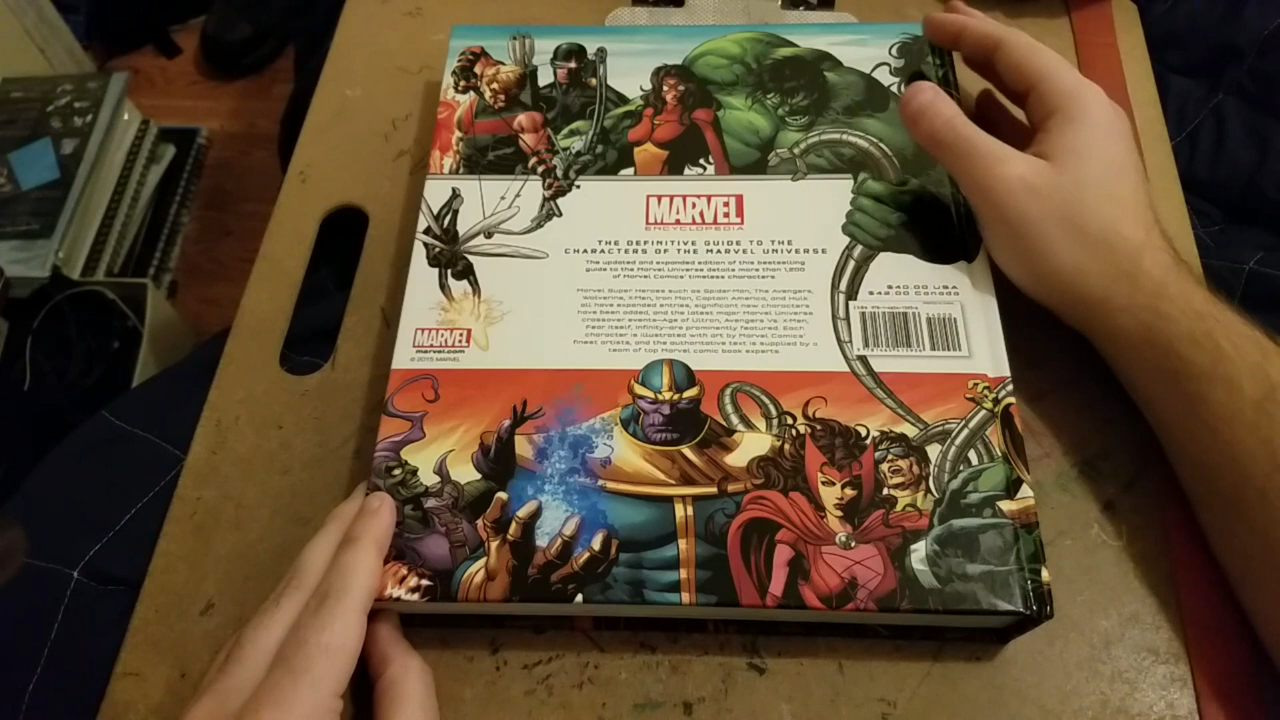 MARVEL
ENCYCLOPEDIA
THE DEFINITIVE GUIDE TO THE
CHARACTERS OF THE MARVEL UNIVERSE
The updated and expanded edition of this bestselling
guide to the Marvel Universe details more than 1,200
of Marvel Comics' timeless characters.
Marvel Super Heroes such as Spider-Man, The Avengers,
Wolverine, X-Men, Iron Man, Captain America, and Hulk
all have expanded entries, significant new characters
have been added, and the latest major Marvel Universe
crossover events—Age of Ultron, Avengers Vs. X-Men,
Fear Itself, Infinity—are prominently featured. Each
character is illustrated with art by Marvel Comics'
finest artists, and the authoritative text is supplied by a
team of top Marvel comic book experts.
$40.00 USA
$42.00 Canada
MARVEL
marvel.com
© 2015 MARVEL